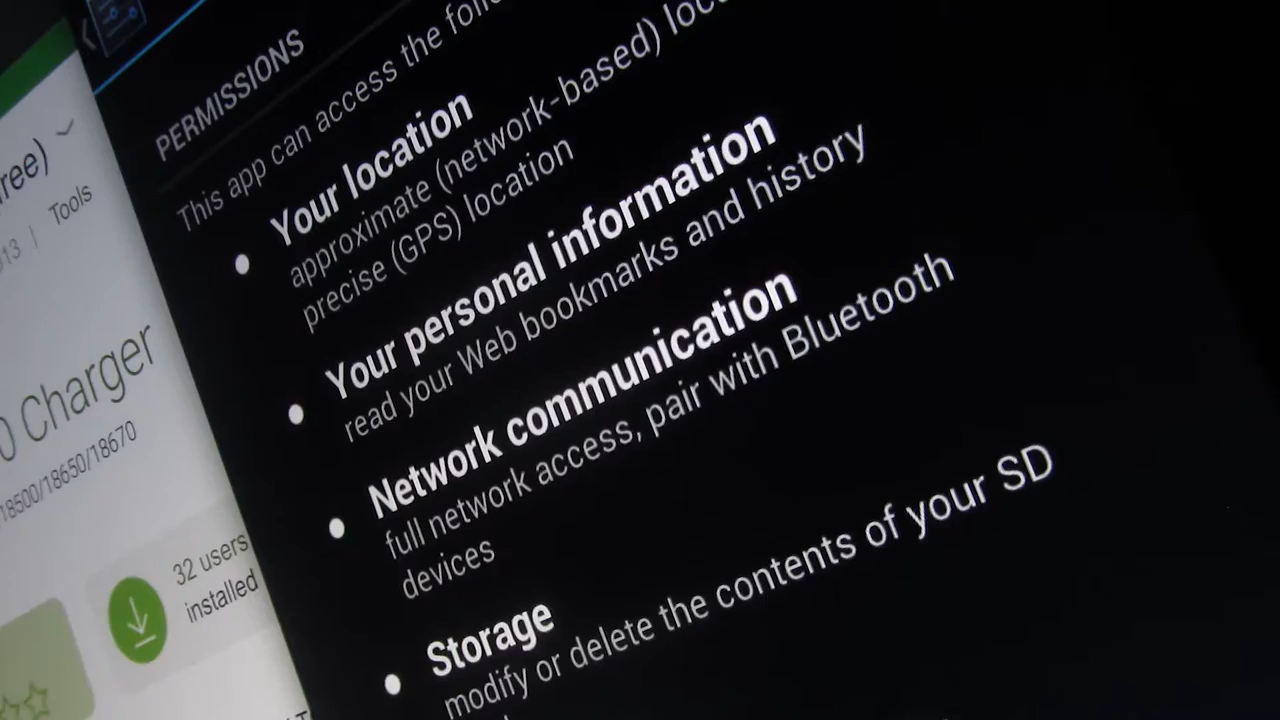 ree)
013 | Tools
0 Charger
18500/18650/18670
32 users
installed
PERMISSIONS
This app can access the
Your location
approximate (network-based)
precise (GPS) location
Your personal information
read your Web bookmarks and history
Network communication
full network access, pair with Bluetooth
devices
Storage
modify or delete the contents of your SD